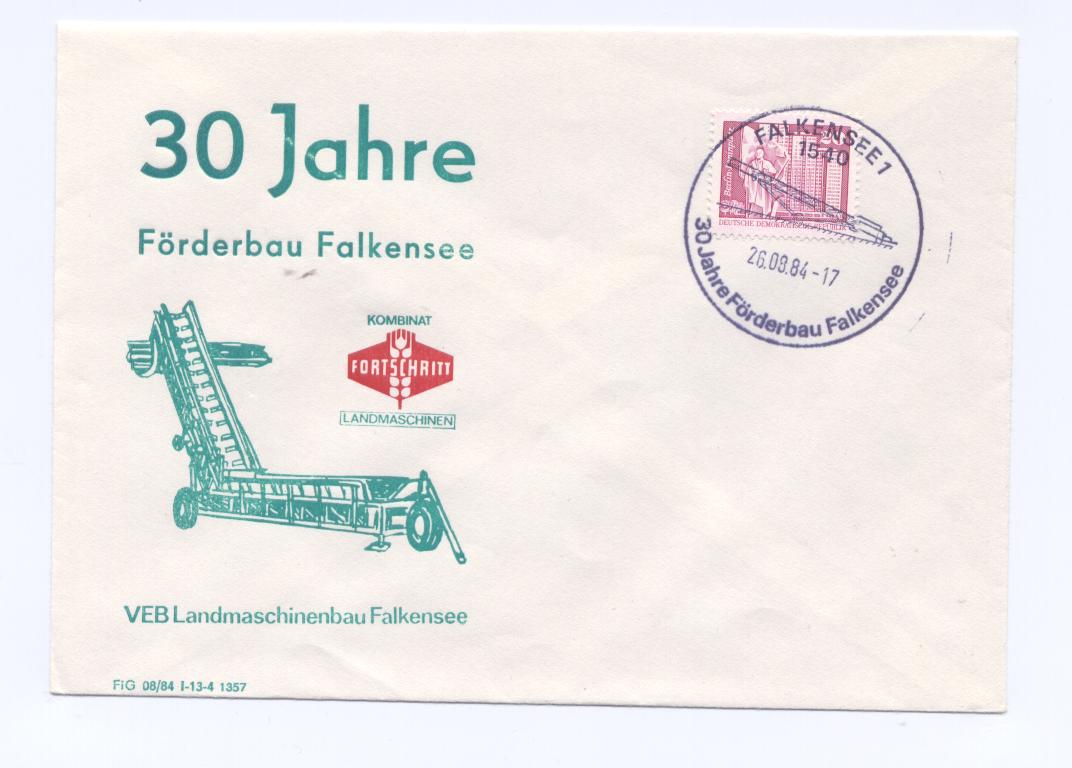 30 Jahre
Förderbau Falkensee
KOMBINAT
FORTSCHRITT
LANDMASCHINEN
VEB Landmaschinenbau Falkensee
FiG 08/84 I-13-4 1357
FALKENSEE 1
1540
20
DEUTSCHE DEMOKRATISCHE REPUBLIK
26.09.84-17
30 Jahre Förderbau Falkensee